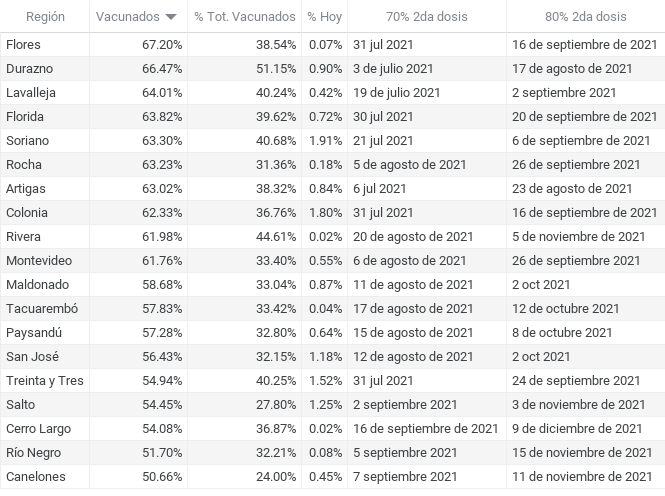 Región Vacunados % Tot. Vacunados % Hoy 70% 2da dosis 80% 2da dosis
Flores 67.20% 38.54% 0.07% 31 jul 2021 16 de septiembre de 2021
Durazno 66.47% 51.15% 0.90% 3 de julio 2021 17 de agosto de 2021
Lavalleja 64.01% 40.24% 0.42% 19 de julio 2021 2 septiembre 2021
Florida 63.82% 39.62% 0.72% 30 jul 2021 20 de septiembre de 2021
Soriano 63.30% 40.68% 1.91% 21 jul 2021 6 de septiembre de 2021
Rocha 63.23% 31.36% 0.18% 5 de agosto de 2021 26 de septiembre 2021
Artigas 63.02% 38.32% 0.84% 6 jul 2021 23 de agosto de 2021
Colonia 62.33% 36.76% 1.80% 31 jul 2021 16 de septiembre de 2021
Rivera 61.98% 44.61% 0.02% 20 de agosto de 2021 5 de noviembre de 2021
Montevideo 61.76% 33.40% 0.55% 6 de agosto de 2021 26 de septiembre 2021
Maldonado 58.68% 33.04% 0.87% 11 de agosto de 2021 2 oct 2021
Tacuarembó 57.83% 33.42% 0.04% 17 de agosto de 2021 12 de octubre 2021
Paysandú 57.28% 32.80% 0.64% 15 de agosto de 2021 8 de octubre 2021
San José 56.43% 32.15% 1.18% 12 de agosto de 2021 2 oct 2021
Treinta y Tres 54.94% 40.25% 1.52% 31 jul 2021 24 de septiembre 2021
Salto 54.45% 27.80% 1.25% 2 septiembre 2021 3 de noviembre de 2021
Cerro Largo 54.08% 36.87% 0.02% 16 de septiembre de 2021 9 de diciembre de 2021
Río Negro 51.70% 32.21% 0.08% 5 septiembre 2021 15 de noviembre de 2021
Canelones 50.66% 24.00% 0.45% 7 septiembre 2021 11 de noviembre de 2021